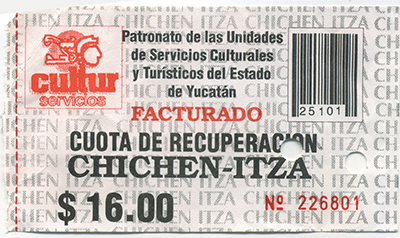 cultur
servicios
Patronato de las Unidades
de Servicios Culturales
y Turísticos del Estado
de Yucatán
25101
FACTURADO
CUOTA DE RECUPERACION
CHICHEN-ITZA
$ 16.00
Nº 226801